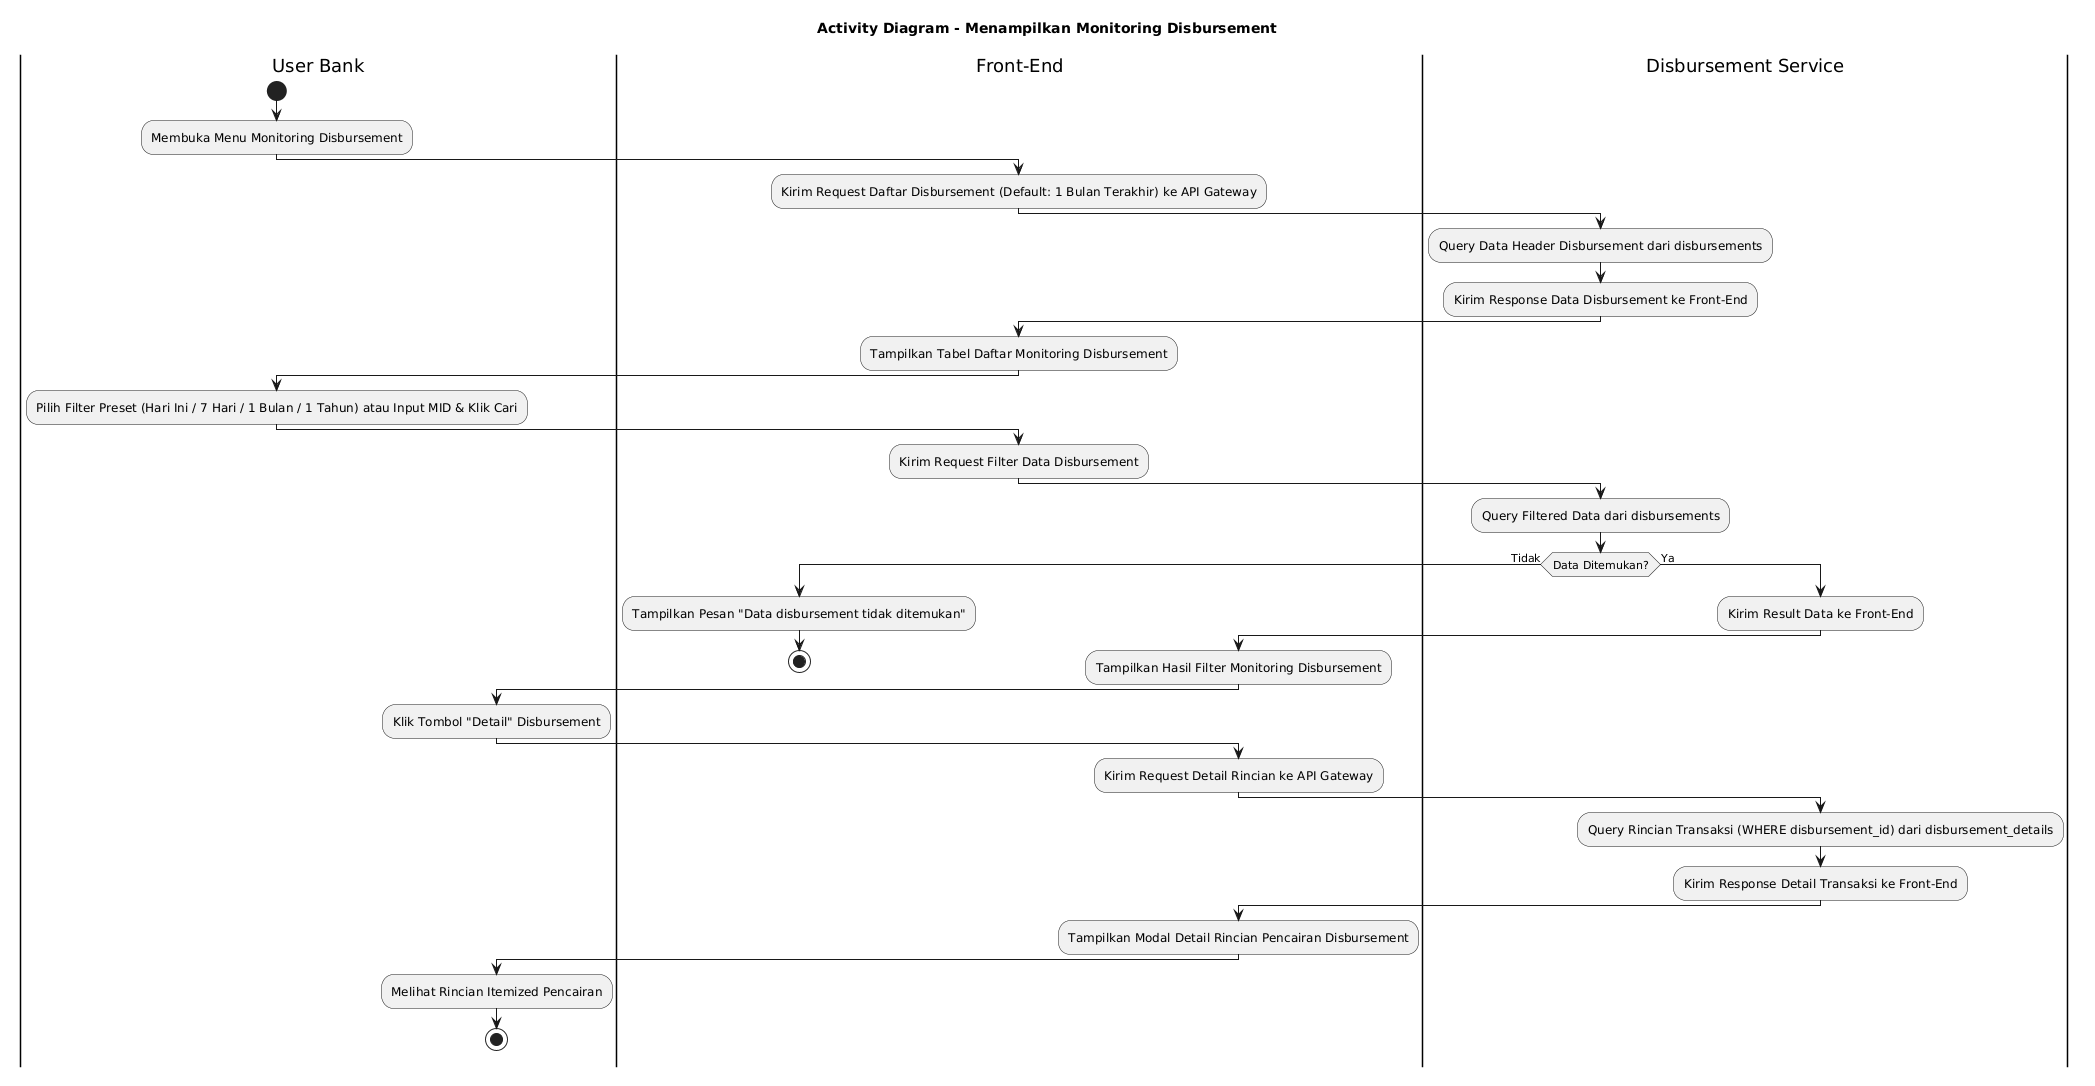 Activity Diagram - Menampilkan Monitoring Disbursement
User Bank
Front-End
Disbursement Service
Membuka Menu Monitoring Disbursement
Kirim Request Daftar Disbursement (Default: 1 Bulan Terakhir) ke API Gateway
Query Data Header Disbursement dari disbursements
Kirim Response Data Disbursement ke Front-End
Tampilkan Tabel Daftar Monitoring Disbursement
Pilih Filter Preset (Hari Ini / 7 Hari / 1 Bulan / 1 Tahun) atau Input MID & Klik Cari
Kirim Request Filter Data Disbursement
Query Filtered Data dari disbursements
Tidak
Data Ditemukan?
Ya
Tampilkan Pesan "Data disbursement tidak ditemukan"
Kirim Result Data ke Front-End
Tampilkan Hasil Filter Monitoring Disbursement
Klik Tombol "Detail" Disbursement
Kirim Request Detail Rincian ke API Gateway
Query Rincian Transaksi (WHERE disbursement_id) dari disbursement_details
Kirim Response Detail Transaksi ke Front-End
Tampilkan Modal Detail Rincian Pencairan Disbursement
Melihat Rincian Itemized Pencairan